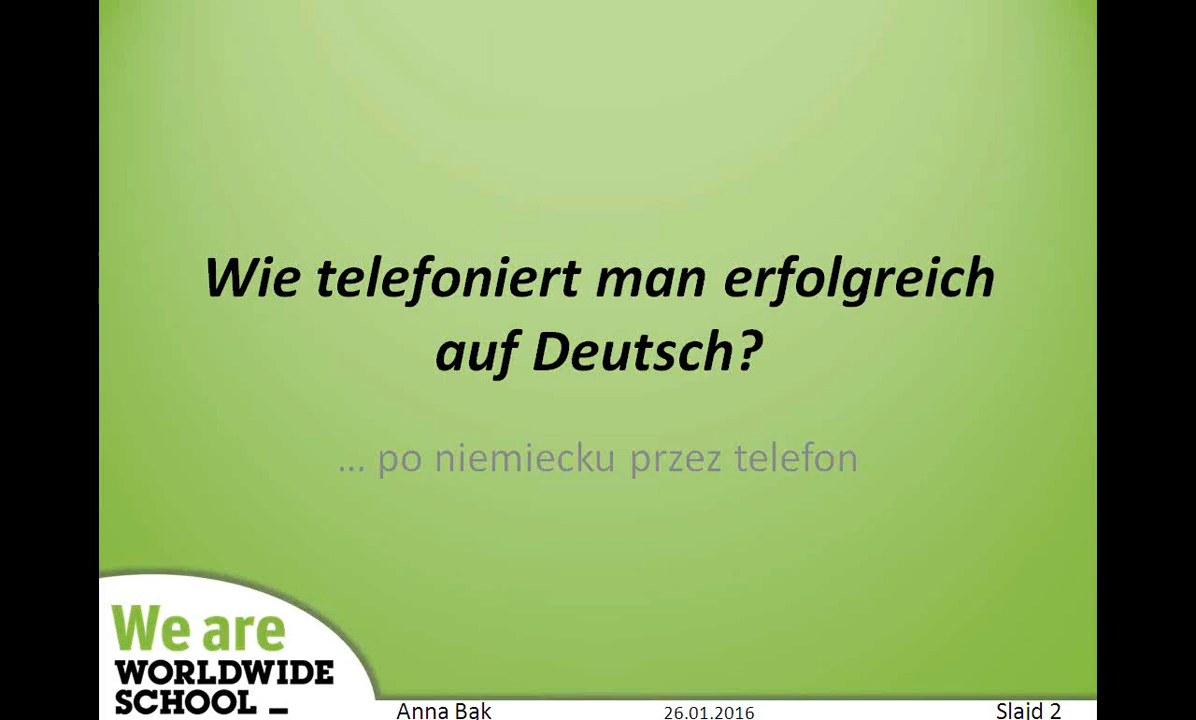 Wie telefoniert man erfolgreich
auf Deutsch?
... po niemiecku przez telefon
We are
WORLDWIDE
SCHOOL _
Anna Bąk 26.01.2016 Slajd 2